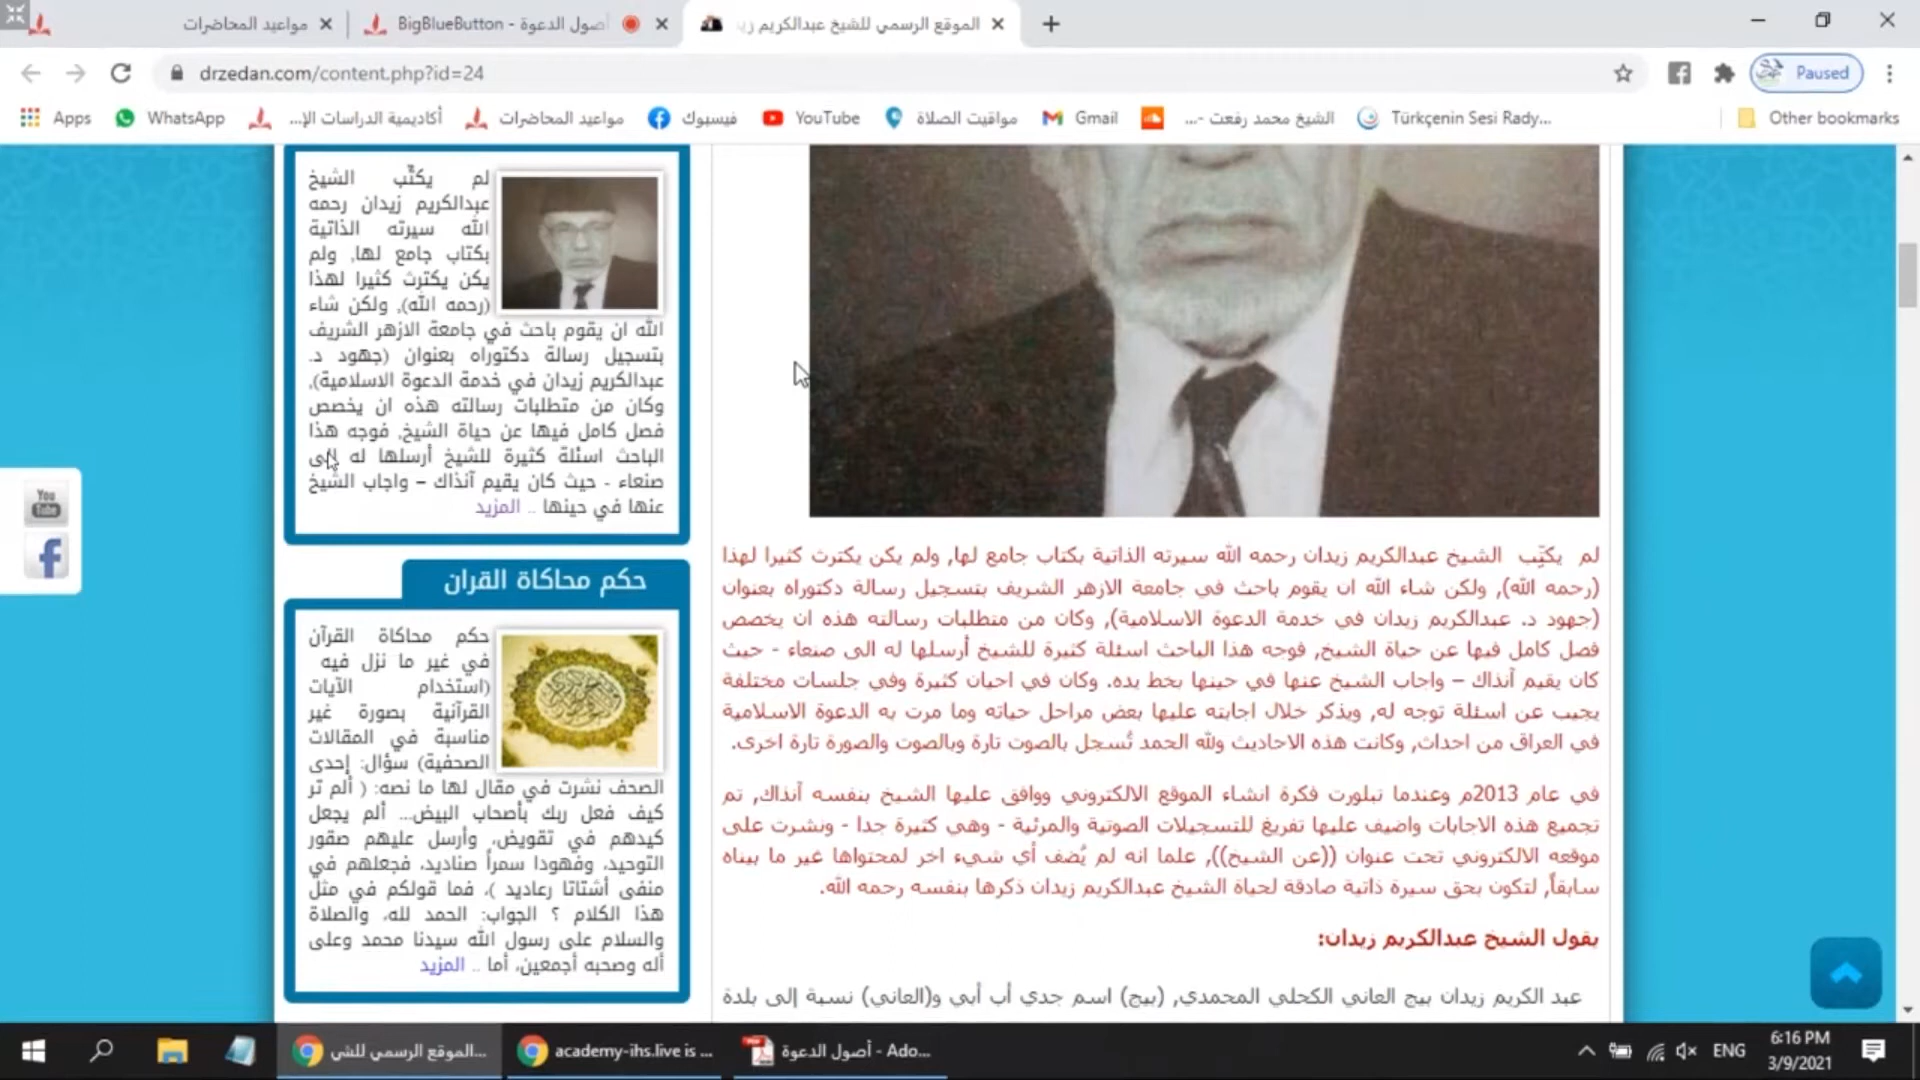 مواعيد المحاضرات
أصول الدعوة - BigBlueButton
الموقع الرسمي للشيخ عبدالكريم زيد
drzedan.com/content.php?id=24
Paused
Apps
WhatsApp
أكاديمية الدراسات الإ...
مواعيد المحاضرات
فيسبوك
YouTube
مواقيت الصلاة
Gmail
الشيخ محمد رفعت -...
Türkçenin Sesi Rady...
Other bookmarks
لم يكتّب الشيخ
عبدالكريم زيدان رحمه
الله سيرته الذاتية
بكتاب جامع لها, ولم
يكن يكترث كثيرا لهذا
(رحمه الله), ولكن شاء
الله ان يقوم باحث في جامعة الازهر الشريف
بتسجيل رسالة دكتوراه بعنوان (جهود د.
عبدالكريم زيدان في خدمة الدعوة الاسلامية),
وكان من متطلبات رسالته هذه ان يخصص
فصل كامل فيها عن حياة الشيخ, فوجه هذا
الباحث اسئلة كثيرة للشيخ أرسلها له الى
صنعاء - حيث كان يقيم آنذاك – واجاب الشيخ
عنها في حينها .. المزيد
حكم محاكاة القران
حكم محاكاة القرآن
في غير ما نزل فيه
(استخدام الآيات
القرآنية بصورة غير
مناسبة في المقالات
الصحفية) سؤال: إحدى
الصحف نشرت في مقال لها ما نصه: ( ألم تر
كيف فعل ربك بأصحاب البيض... ألم يجعل
كيدهم في تقويض, وأرسل عليهم صقور
التوحيد, وفهودا سمراً صناديد, فجعلهم في
منفى أشتاتا رعاديد ), فما قولكم في مثل
هذا الكلام ؟ الجواب: الحمد لله, والصلاة
والسلام على رسول الله سيدنا محمد وعلى
أله وصحبه أجمعين, أما .. المزيد
You
Tube
لم يكتّب الشيخ عبدالكريم زيدان رحمه الله سيرته الذاتية بكتاب جامع لها, ولم يكن يكترث كثيرا لهذا
(رحمه الله), ولكن شاء الله ان يقوم باحث في جامعة الازهر الشريف بتسجيل رسالة دكتوراه بعنوان
(جهود د. عبدالكريم زيدان في خدمة الدعوة الاسلامية), وكان من متطلبات رسالته هذه ان يخصص
فصل كامل فيها عن حياة الشيخ, فوجه هذا الباحث اسئلة كثيرة للشيخ أرسلها له الى صنعاء - حيث
كان يقيم آنذاك – واجاب الشيخ عنها في حينها بخط يده. وكان في احيان كثيرة وفي جلسات مختلفة
يجيب عن اسئلة توجه له, ويذكر خلال اجابته عليها بعض مراحل حياته وما مرت به الدعوة الاسلامية
في العراق من احداث, وكانت هذه الاحاديث ولله الحمد تُسجل بالصوت تارة وبالصوت والصورة تارة اخرى.
في عام 2013م وعندما تبلورت فكرة انشاء الموقع الالكتروني ووافق عليها الشيخ بنفسه آنذاك, تم
تجميع هذه الاجابات واضيف عليها تفريغ للتسجيلات الصوتية والمرئية - وهي كثيرة جدا - ونشرت على
موقعه الالكتروني تحت عنوان ((عن الشيخ)), علما انه لم يُضف أي شيء اخر لمحتواها غير ما بيناه
سابقاً, لتكون بحق سيرة ذاتية صادقة لحياة الشيخ عبدالكريم زيدان ذكرها بنفسه رحمه الله.
يقول الشيخ عبدالكريم زيدان:
عبد الكريم زيدان بيج العاني الكحلي المحمدي, (بيج) اسم جدي أب أبي و(العاني) نسبة إلى بلدة
الموقع الرسمي للشي...
academy-ihs.live is ...
أصول الدعوة - Ado...
ENG
6:16 PM
3/9/2021